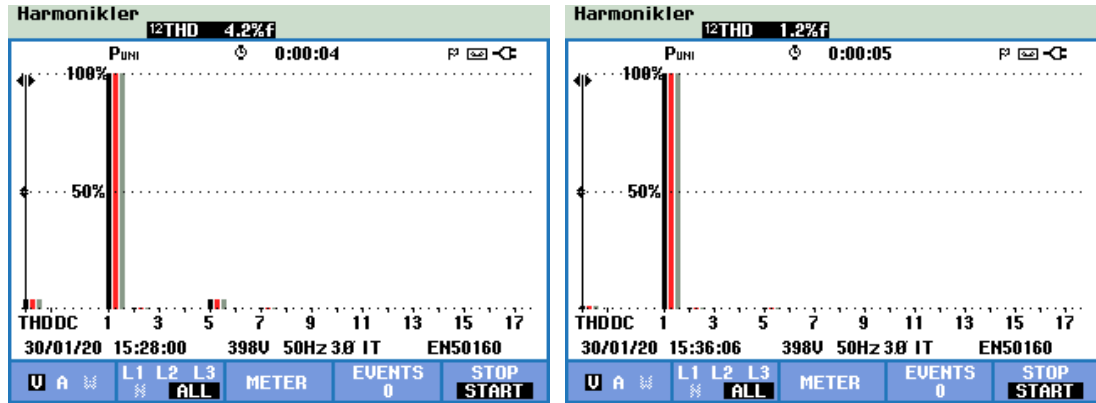 Harmonikler
12THD 4.2%f
PUNI 0:00:04
100%
50%
THDDC 1 3 5 7 9 11 13 15 17
30/01/20 15:28:00 398V 50Hz 3.0 IT EN50160
V A W L1 L2 L3 N ALL METER EVENTS 0 STOP START
Harmonikler
12THD 1.2%f
PUNI 0:00:05
100%
50%
THDDC 1 3 5 7 9 11 13 15 17
30/01/20 15:36:06 398V 50Hz 3.0 IT EN50160
V A W L1 L2 L3 N ALL METER EVENTS 0 STOP START